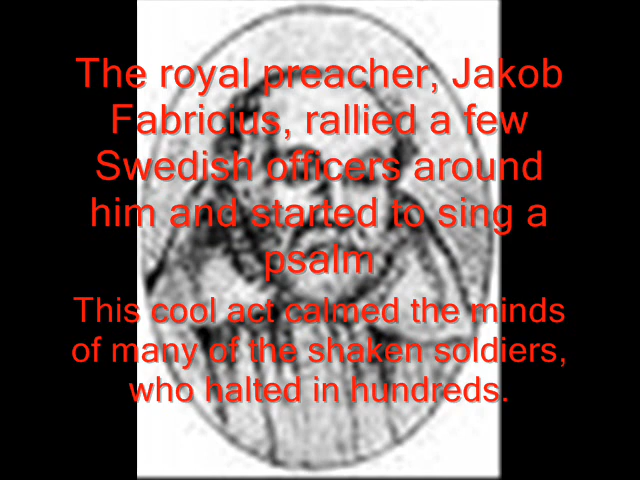 The royal preacher, Jakob
Fabricius, rallied a few
Swedish officers around
him and started to sing a
psalm
This cool act calmed the minds
of many of the shaken soldiers,
who halted in hundreds.